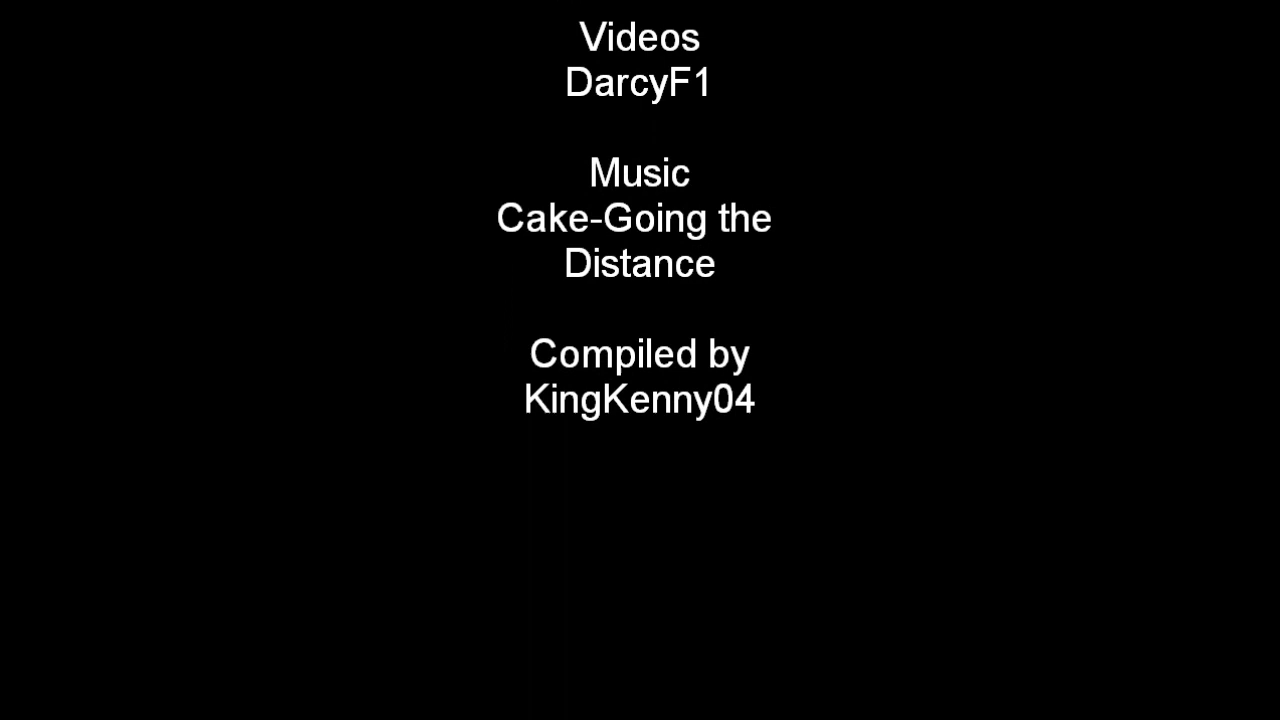 Videos
DarcyF1
Music
Cake-Going the
Distance
Compiled by
KingKenny04